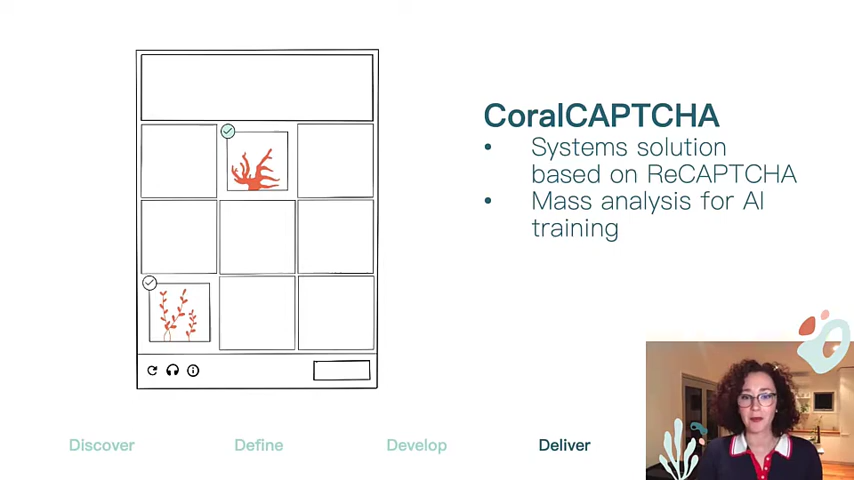 CoralCAPTCHA
• Systems solution
based on ReCAPTCHA
• Mass analysis for AI
training
Discover Define Develop Deliver